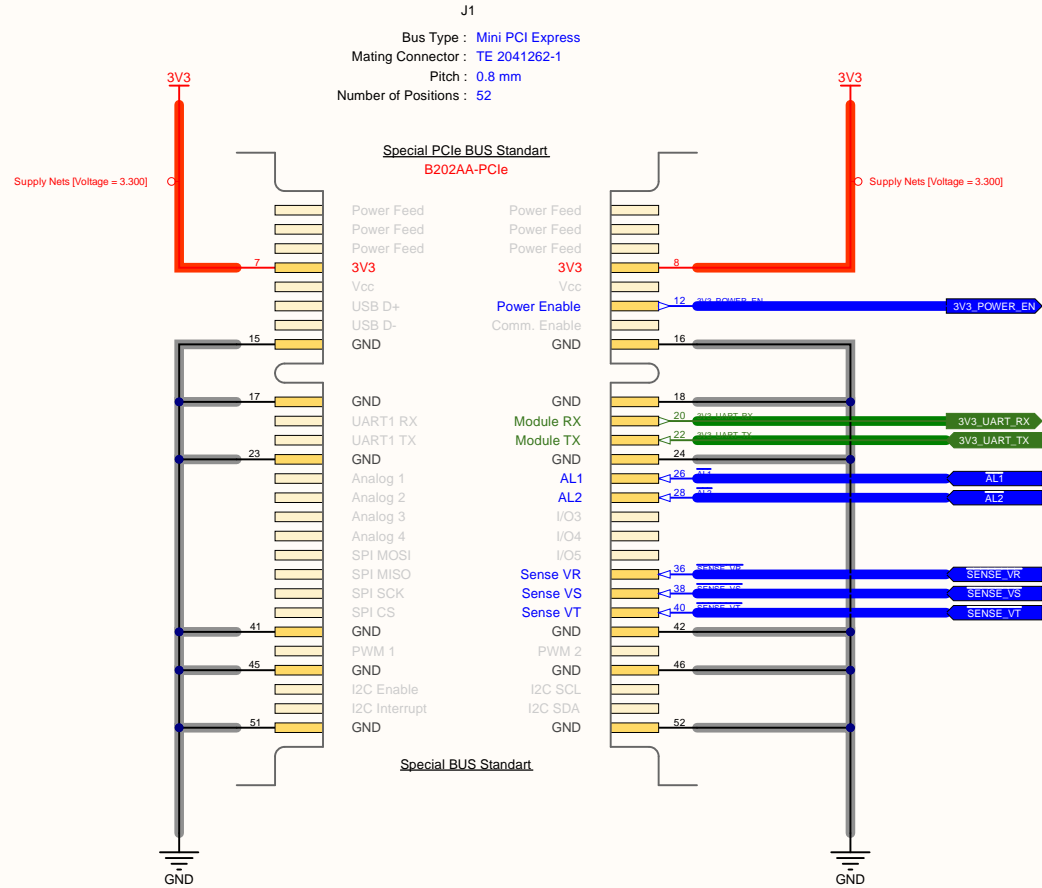 J1
Bus Type : Mini PCI Express
Mating Connector : TE 2041262-1
Pitch : 0.8 mm
Number of Positions : 52
3V3 3V3
Special PCIe BUS Standart
B202AA-PCIe
Supply Nets [Voltage = 3.300] Supply Nets [Voltage = 3.300]
Power Feed Power Feed
Power Feed Power Feed
Power Feed Power Feed
7 3V3 3V3 8
Vcc Vcc
USB D+ Power Enable 12 3V3_POWER_EN 3V3_POWER_EN
USB D- Comm. Enable
15 GND GND 16
17 GND GND 18
UART1 RX Module RX 20 3V3_UART_RX 3V3_UART_RX
UART1 TX Module TX 22 3V3_UART_TX 3V3_UART_TX
23 GND GND 24
Analog 1 AL1 26 AL1 AL1
Analog 2 AL2 28 AL2 AL2
Analog 3 I/O3
Analog 4 I/O4
SPI MOSI I/O5
SPI MISO Sense VR 36 SENSE_VR SENSE_VR
SPI SCK Sense VS 38 SENSE_VS SENSE_VS
SPI CS Sense VT 40 SENSE_VT SENSE_VT
41 GND GND 42
PWM 1 PWM 2
45 GND GND 46
I2C Enable I2C SCL
I2C Interrupt I2C SDA
51 GND GND 52
Special BUS Standart
GND GND